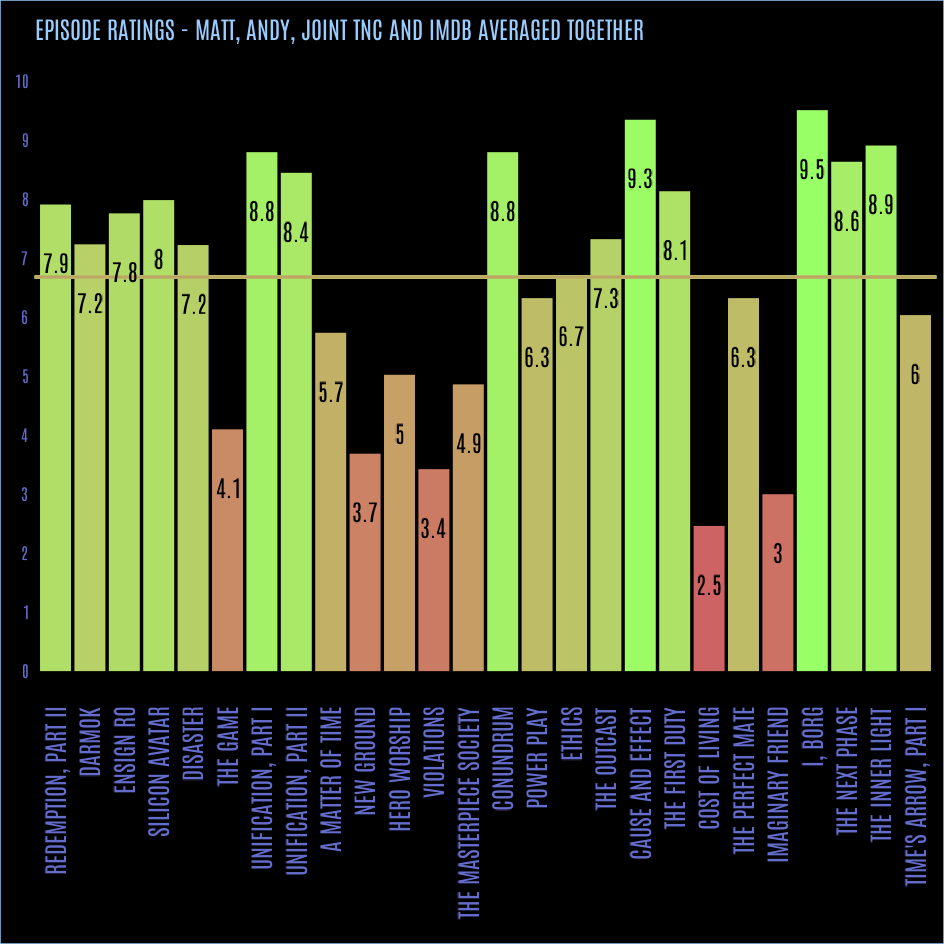 EPISODE RATINGS - MATT, ANDY, JOINT TNC AND IMDB AVERAGED TOGETHER
10
9
8
7
6
5
4
3
2
1
0
7.9
7.2
7.8
8
7.2
4.1
8.8
8.4
5.7
3.7
5
3.4
4.9
8.8
6.3
6.7
7.3
9.3
8.1
2.5
6.3
3
9.5
8.6
8.9
6
REDEMPTION, PART II
DARMOK
ENSIGN RO
SILICON AVATAR
DISASTER
THE GAME
UNIFICATION, PART I
UNIFICATION, PART II
A MATTER OF TIME
NEW GROUND
HERO WORSHIP
VIOLATIONS
THE MASTERPIECE SOCIETY
CONUNDRUM
POWER PLAY
ETHICS
THE OUTCAST
CAUSE AND EFFECT
THE FIRST DUTY
COST OF LIVING
THE PERFECT MATE
IMAGINARY FRIEND
I, BORG
THE NEXT PHASE
THE INNER LIGHT
TIME'S ARROW, PART I